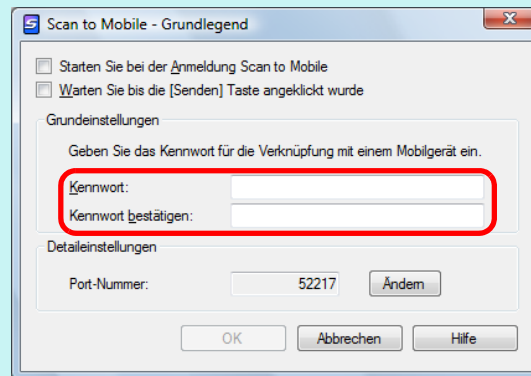 Scan to Mobile - Grundlegend
Starten Sie bei der Anmeldung Scan to Mobile
Warten Sie bis die [Senden] Taste angeklickt wurde
Grundeinstellungen
Geben Sie das Kennwort für die Verknüpfung mit einem Mobilgerät ein.
Kennwort:
Kennwort bestätigen:
Detaileinstellungen
Port-Nummer: 52217 Ändern
OK Abbrechen Hilfe